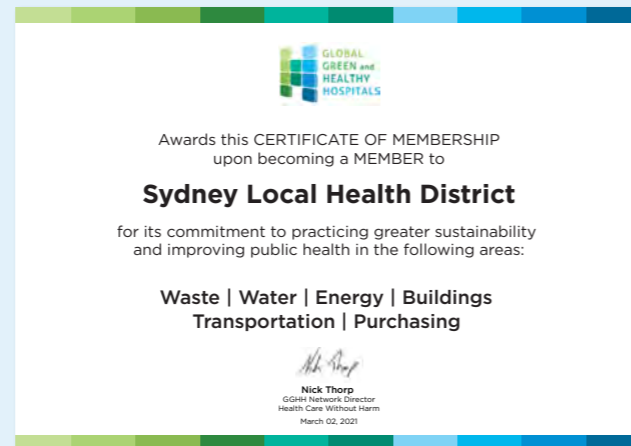 GLOBAL
GREEN and
HEALTHY
HOSPITALS
Awards this CERTIFICATE OF MEMBERSHIP
upon becoming a MEMBER to
Sydney Local Health District
for its commitment to practicing greater sustainability
and improving public health in the following areas:
Waste | Water | Energy | Buildings
Transportation | Purchasing
Nick Thorp
Nick Thorp
GGHH Network Director
Health Care Without Harm
March 02, 2021